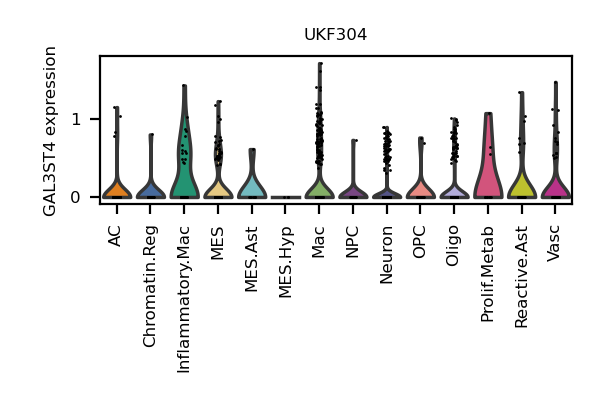 UKF304
GAL3ST4 expression
1
0
AC
Chromatin.Reg
Inflammatory.Mac
MES
MES.Ast
MES.Hyp
Mac
NPC
Neuron
OPC
Oligo
Prolif.Metab
Reactive.Ast
Vasc